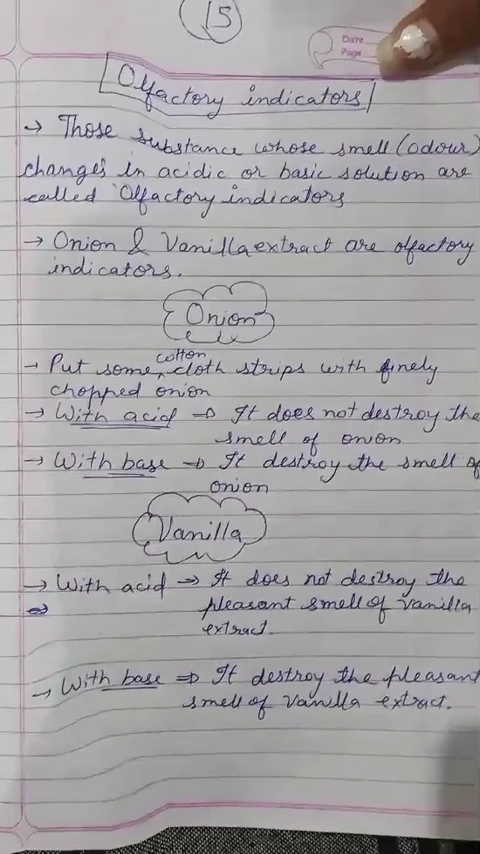 15
Date
Page
Olfactory indicators
→ Those substance whose smell (odour)
changes in acidic or basic solution are
called Olfactory indicators
→ Onion & Vanilla extract are olfactory
indicators.
Onion
cotton
→ Put some cloth strips with finely
chopped onion
→ With acid ⇒ It does not destroy the
smell of onion
→ With base ⇒ It destroy the smell of
onion
Vanilla
→ With acid ⇒ It does not destroy the
pleasant smell of vanilla
extract.
→ With base ⇒ It destroy the pleasant
smell of vanilla extract.